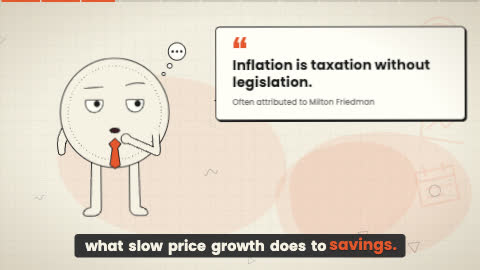 “
Inflation is taxation without
legislation.
Often attributed to Milton Friedman
what slow price growth does to savings.